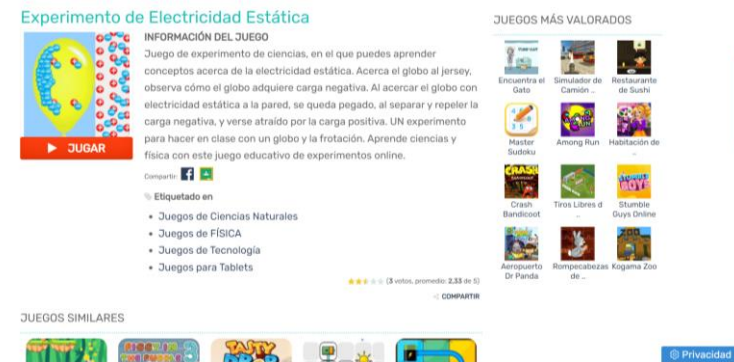 Experimento de Electricidad Estática
INFORMACIÓN DEL JUEGO
Juego de experimento de ciencias, en el que puedes aprender
conceptos acerca de la electricidad estática. Acerca el globo al jersey,
observa cómo el globo adquiere carga negativa. Al acercar el globo con
electricidad estática a la pared, se queda pegado, al separar y repeler la
carga negativa, y verse atraído por la carga positiva. UN experimento
para hacer en clase con un globo y la frotación. Aprende ciencias y
física con este juego educativo de experimentos online.
JUGAR
Compartir:
Etiquetado en
Juegos de Ciencias Naturales
Juegos de FÍSICA
Juegos de Tecnología
Juegos para Tablets
(3 votos, promedio: 2,33 de 5)
COMPARTIR
JUEGOS SIMILARES
JUEGOS MÁS VALORADOS
Encuentra el
Gato
Simulador de
Camión ..
Restaurante
de Sushi
Master
Sudoku
Among Run
Habitación de
..
Crash
Bandicoot
Tiros Libres d
..
Stumble
Guys Online
Aeropuerto
Dr Panda
Rompecabezas
de ..
Kogama Zoo
Privacidad